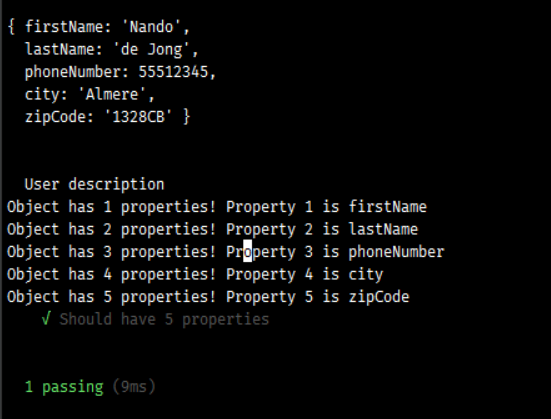 { firstName: 'Nando',
lastName: 'de Jong',
phoneNumber: 55512345,
city: 'Almere',
zipCode: '1328CB' }
User description
Object has 1 properties! Property 1 is firstName
Object has 2 properties! Property 2 is lastName
Object has 3 properties! Property 3 is phoneNumber
Object has 4 properties! Property 4 is city
Object has 5 properties! Property 5 is zipCode
√ Should have 5 properties
1 passing (9ms)